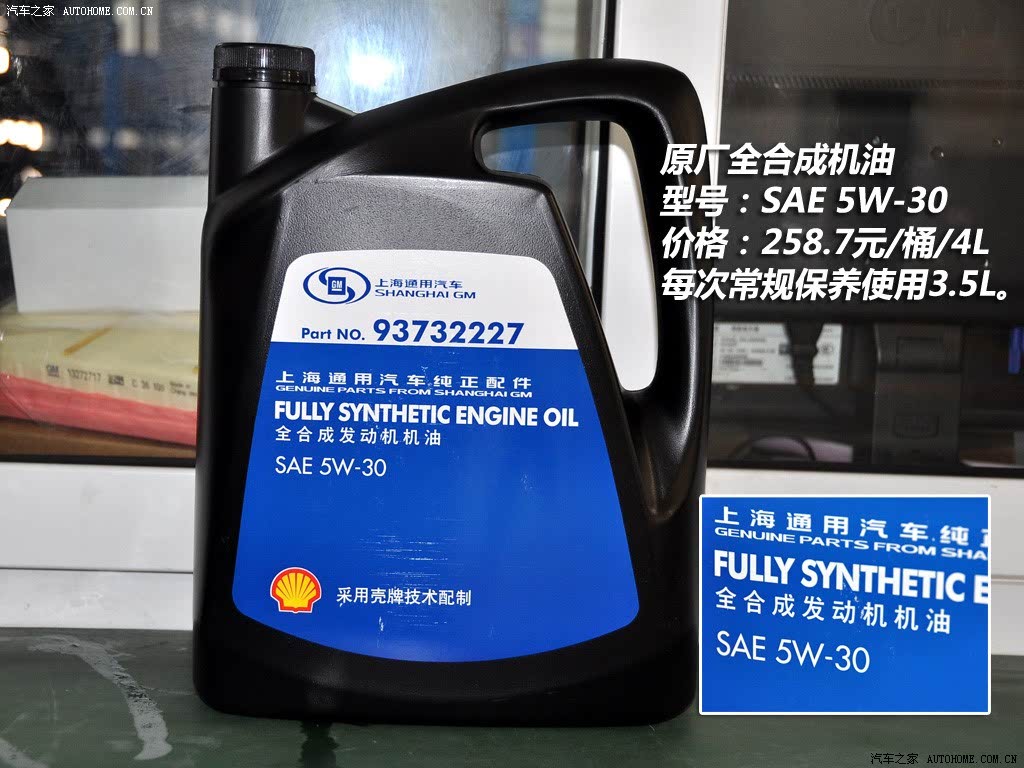 汽车之家 AUTOHOME.COM.CN
原厂全合成机油
型号：SAE 5W-30
价格：258.7元/桶/4L
每次常规保养使用3.5L。
GM
上海通用汽车
SHANGHAI GM
Part NO. 93732227
上海通用汽车纯正配件
GENUINE PARTS FROM SHANGHAI GM
FULLY SYNTHETIC ENGINE OIL
全合成发动机机油
SAE 5W-30
采用壳牌技术配制
GM 13272717
上海通用汽车纯正
GENUINE PARTS FROM SHA
FULLY SYNTHETIC E
全合成发动机机油
SAE 5W-30
汽车之家 AUTOHOME.COM.CN